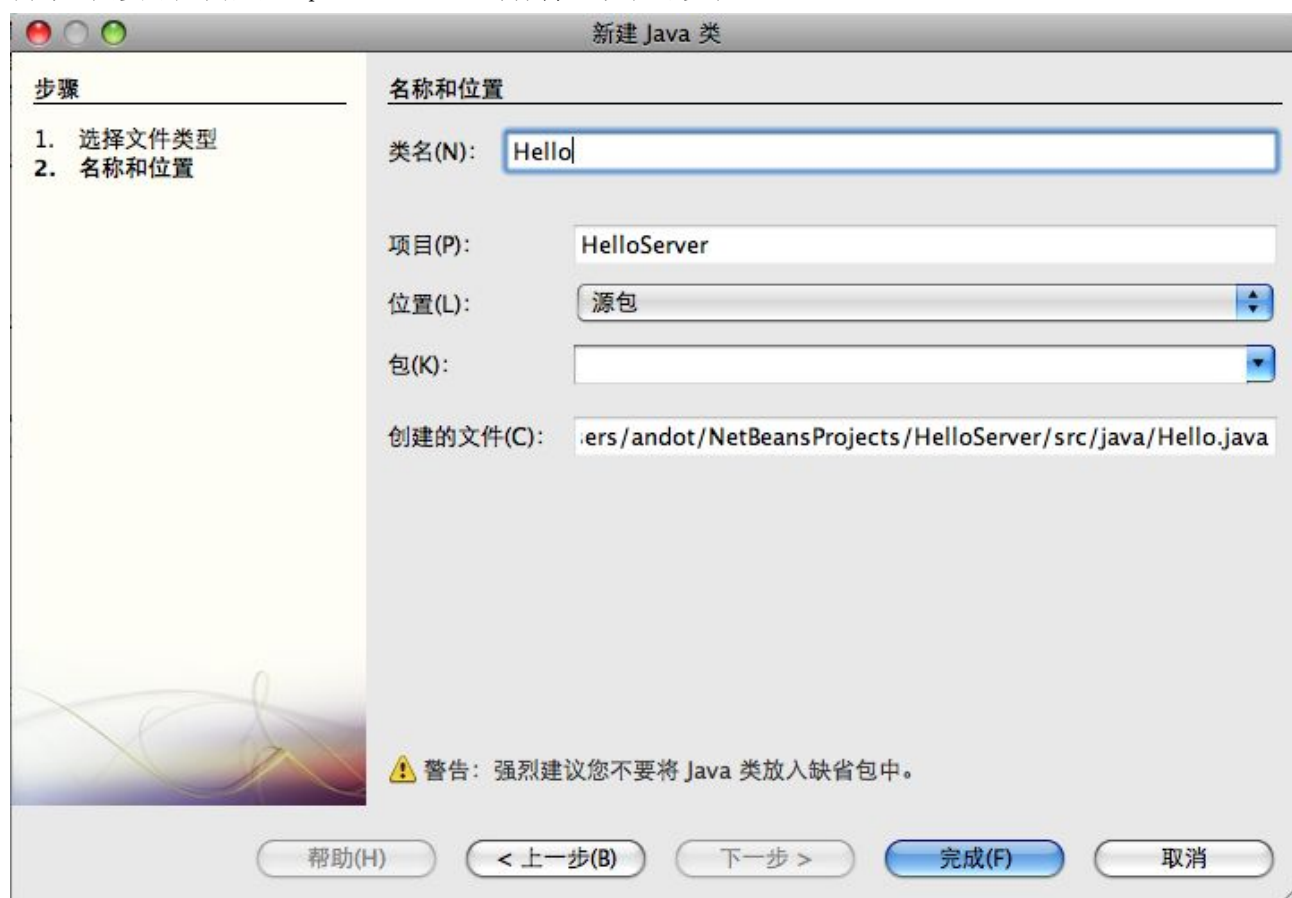 新建 Java 类
步骤
1. 选择文件类型
2. 名称和位置
名称和位置
类名(N): Hello
项目(P): HelloServer
位置(L): 源包
包(K):
创建的文件(C): ers/andot/NetBeansProjects/HelloServer/src/java/Hello.java
警告：强烈建议您不要将 Java 类放入缺省包中。
帮助(H) < 上一步(B) 下一步 > 完成(F) 取消